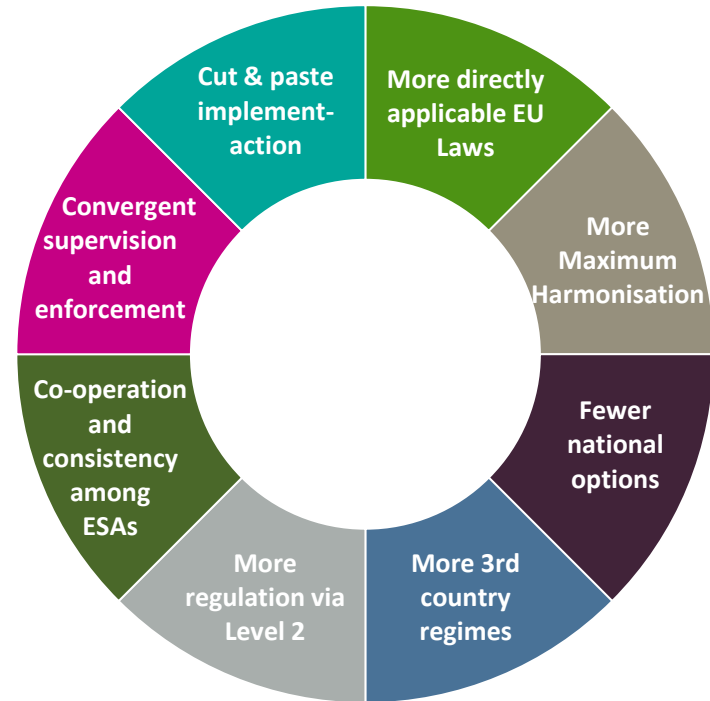 Cut & paste
implement-
action
More directly
applicable EU
Laws
More
Maximum
Harmonisation
Fewer
national
options
More 3rd
country
regimes
More
regulation via
Level 2
Co-operation
and
consistency
among
ESAs
Convergent
supervision
and
enforcement